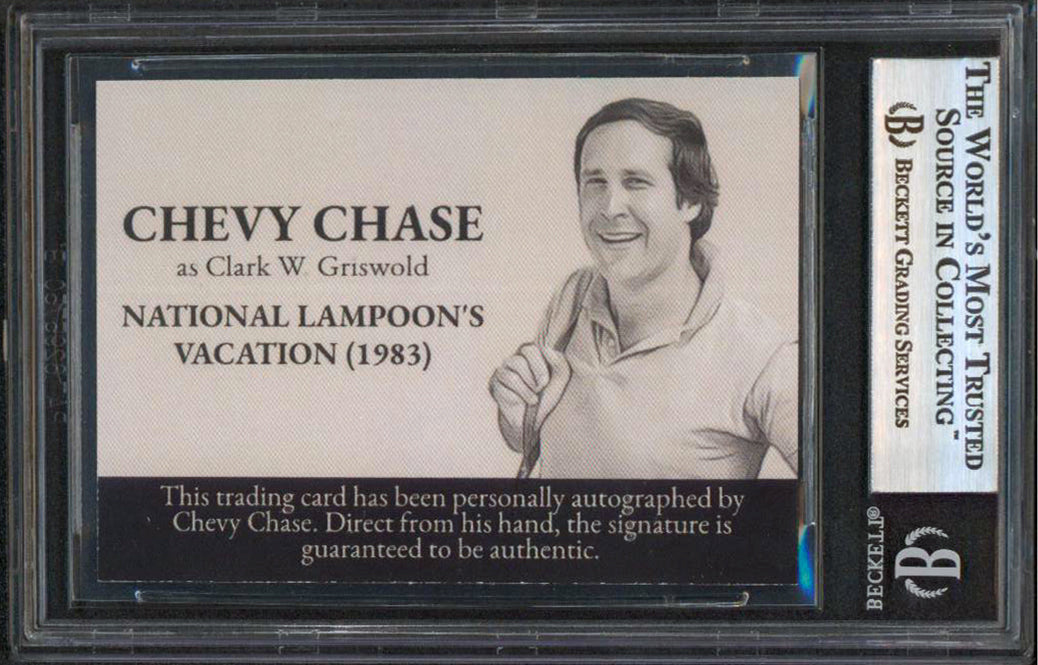 CHEVY CHASE
as Clark W. Griswold
NATIONAL LAMPOON'S
VACATION (1983)
This trading card has been personally autographed by
Chevy Chase. Direct from his hand, the signature is
guaranteed to be authentic.
THE WORLD'S MOST TRUSTED
SOURCE IN COLLECTING™
B BECKETT GRADING SERVICES
BECKETT®
B